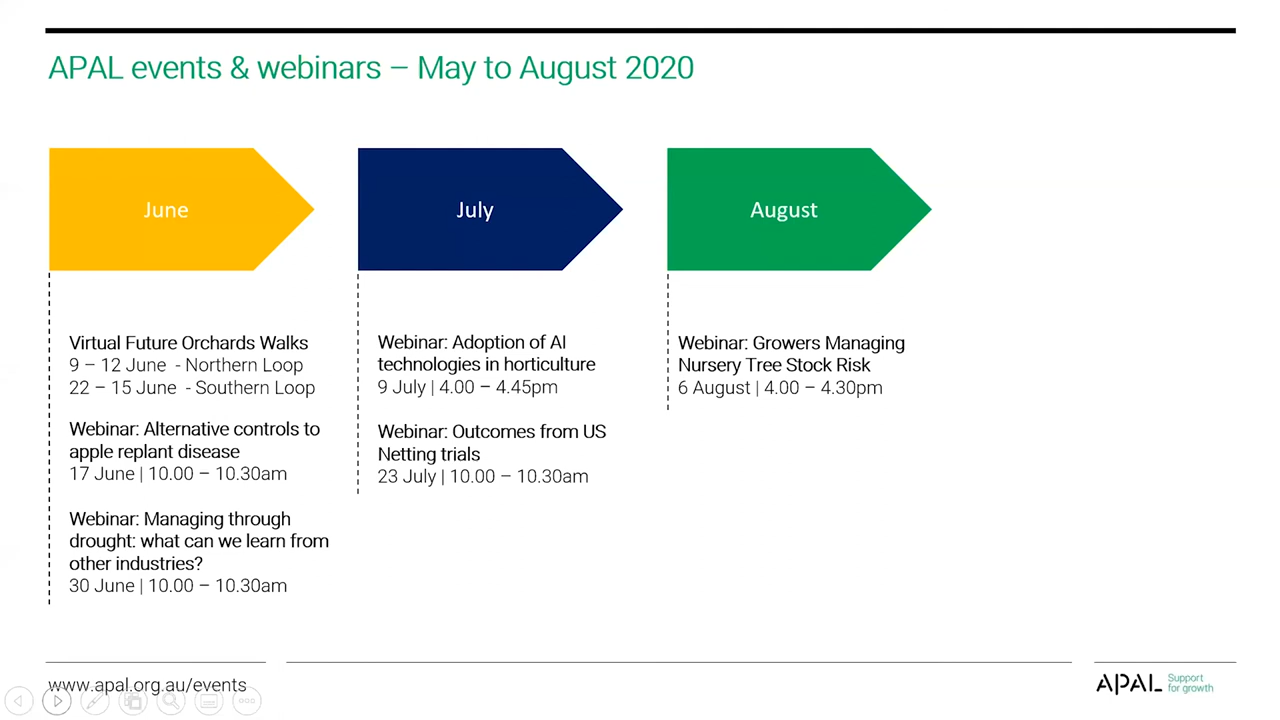 APAL events & webinars – May to August 2020
June
July
August
Virtual Future Orchards Walks
9 – 12 June  - Northern Loop
22 – 15 June  - Southern Loop
Webinar: Alternative controls to
apple replant disease
17 June | 10.00 – 10.30am
Webinar: Managing through
drought: what can we learn from
other industries?
30 June | 10.00 – 10.30am
Webinar: Adoption of AI
technologies in horticulture
9 July | 4.00 – 4.45pm
Webinar: Outcomes from US
Netting trials
23 July | 10.00 – 10.30am
Webinar: Growers Managing
Nursery Tree Stock Risk
6 August | 4.00 – 4.30pm
www.apal.org.au/events
APAL
Support
for growth